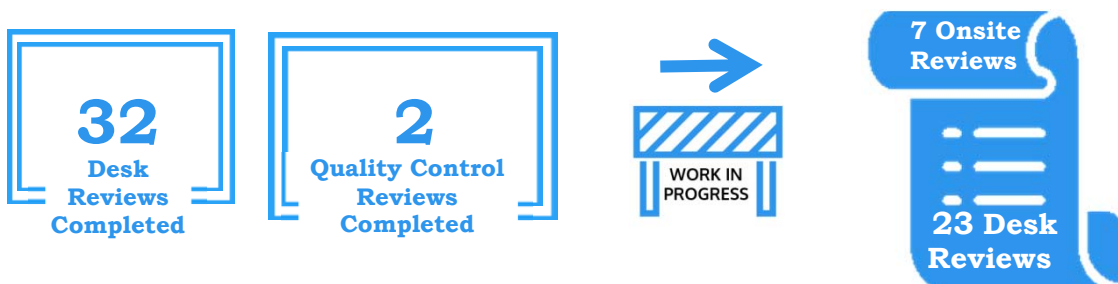 32
Desk
Reviews
Completed
2
Quality Control
Reviews
Completed
WORK IN
PROGRESS
7 Onsite
Reviews
23 Desk
Reviews